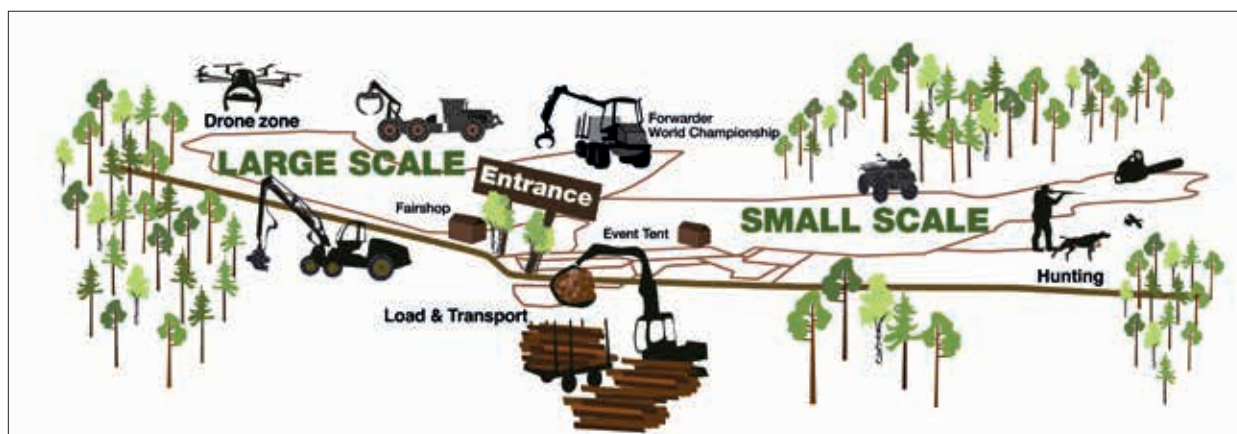 Drone zone
Forwarder
World Championship
LARGE SCALE
Entrance
Fairshop
SMALL SCALE
Event Tent
Hunting
Load & Transport